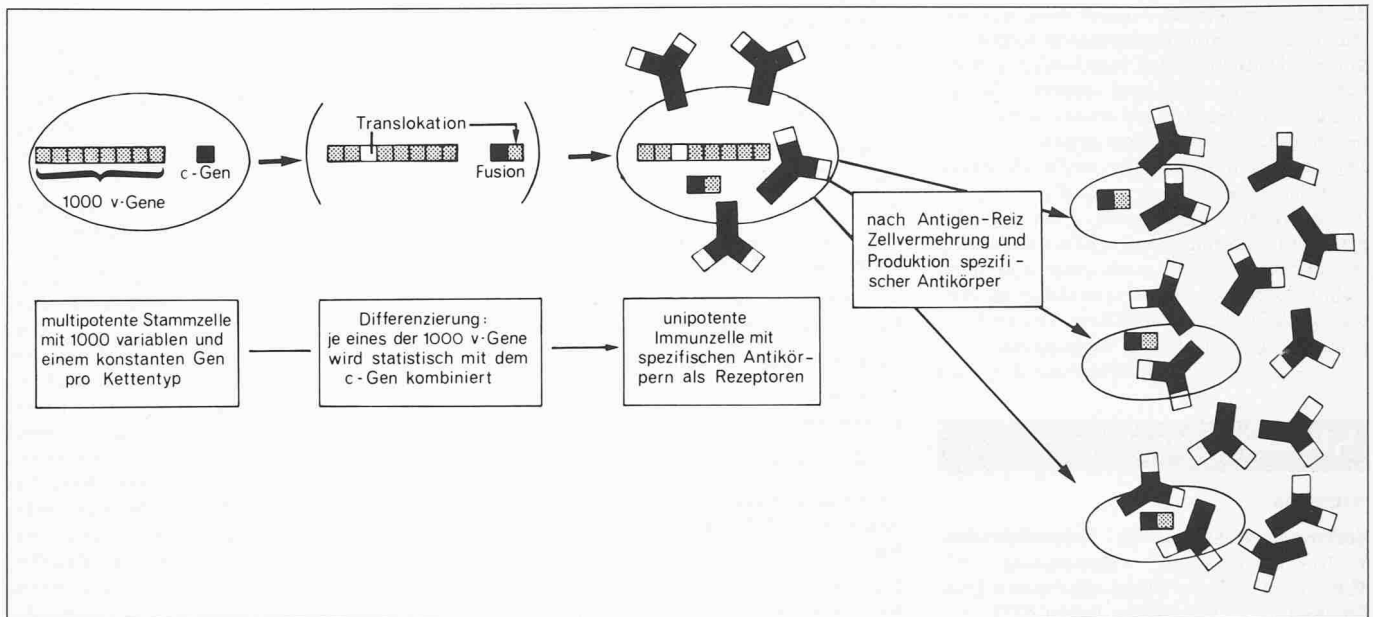 c-Gen
1000 v-Gene
Translokation
Fusion
nach Antigen-Reiz
Zellvermehrung und
Produktion spezifi-
scher Antikörper
multipotente Stammzelle
mit 1000 variablen und
einem konstanten Gen
pro Kettentyp
Differenzierung:
je eines der 1000 v-Gene
wird statistisch mit dem
c-Gen kombiniert
unipotente
Immunzelle mit
spezifischen Antikör-
pern als Rezeptoren